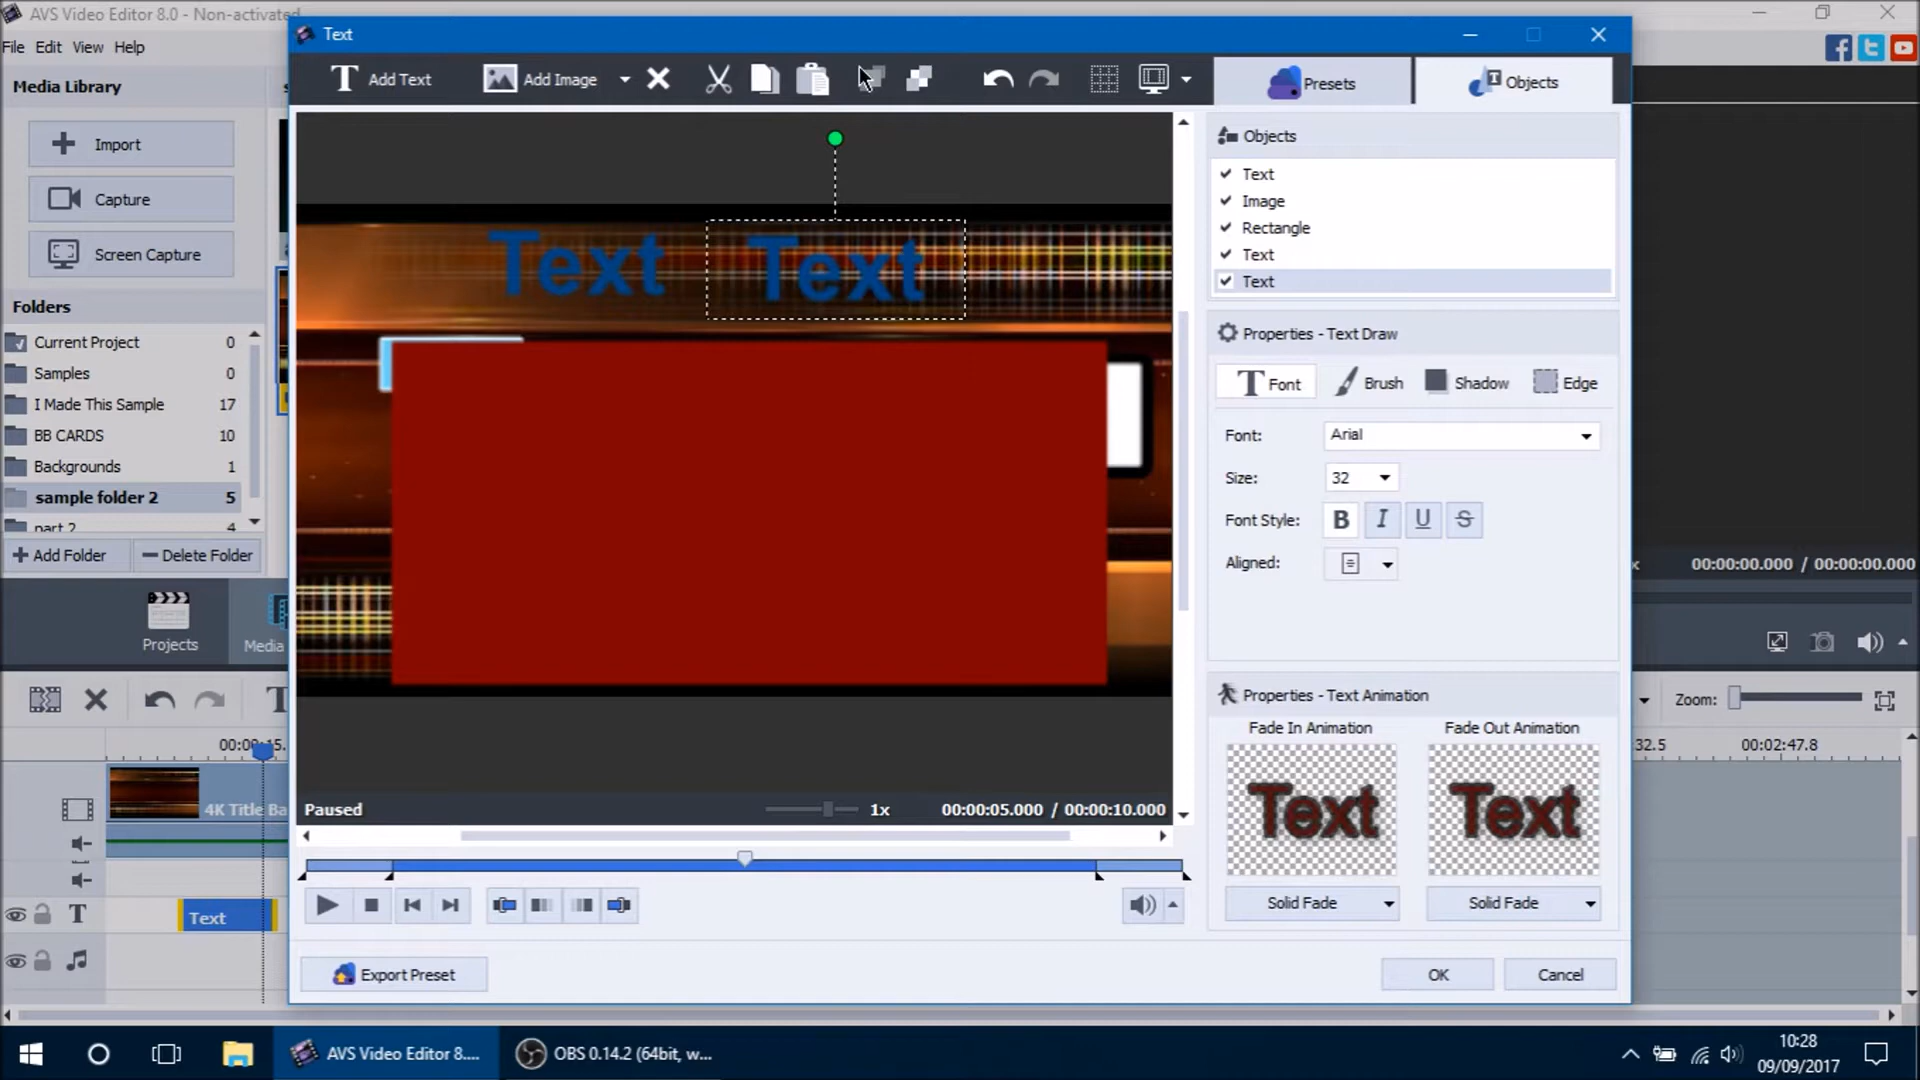 AVS Video Editor 8.0 - Non-activated
Text
File Edit View Help
Add Text Add Image
Presets Objects
Media Library
Import
Capture
Screen Capture
Folders
Current Project 0
Samples 0
I Made This Sample 17
BB CARDS 10
Backgrounds 1
sample folder 2 5
part 2 4
Add Folder Delete Folder
Projects Media
Text Text
Objects
Text
Image
Rectangle
Text
Text
Properties - Text Draw
Font Brush Shadow Edge
Font: Arial
Size: 32
Font Style: B I U S
Aligned:
Properties - Text Animation
Fade In Animation Fade Out Animation
Text Text
Solid Fade Solid Fade
Paused 1x 00:00:05.000 / 00:00:10.000
Export Preset OK Cancel
x 00:00:00.000 / 00:00:00.000
Zoom:
32.5 00:02:47.8
4K Title Ba
T Text
AVS Video Editor 8.... OBS 0.14.2 (64bit, w...
10:28
09/09/2017